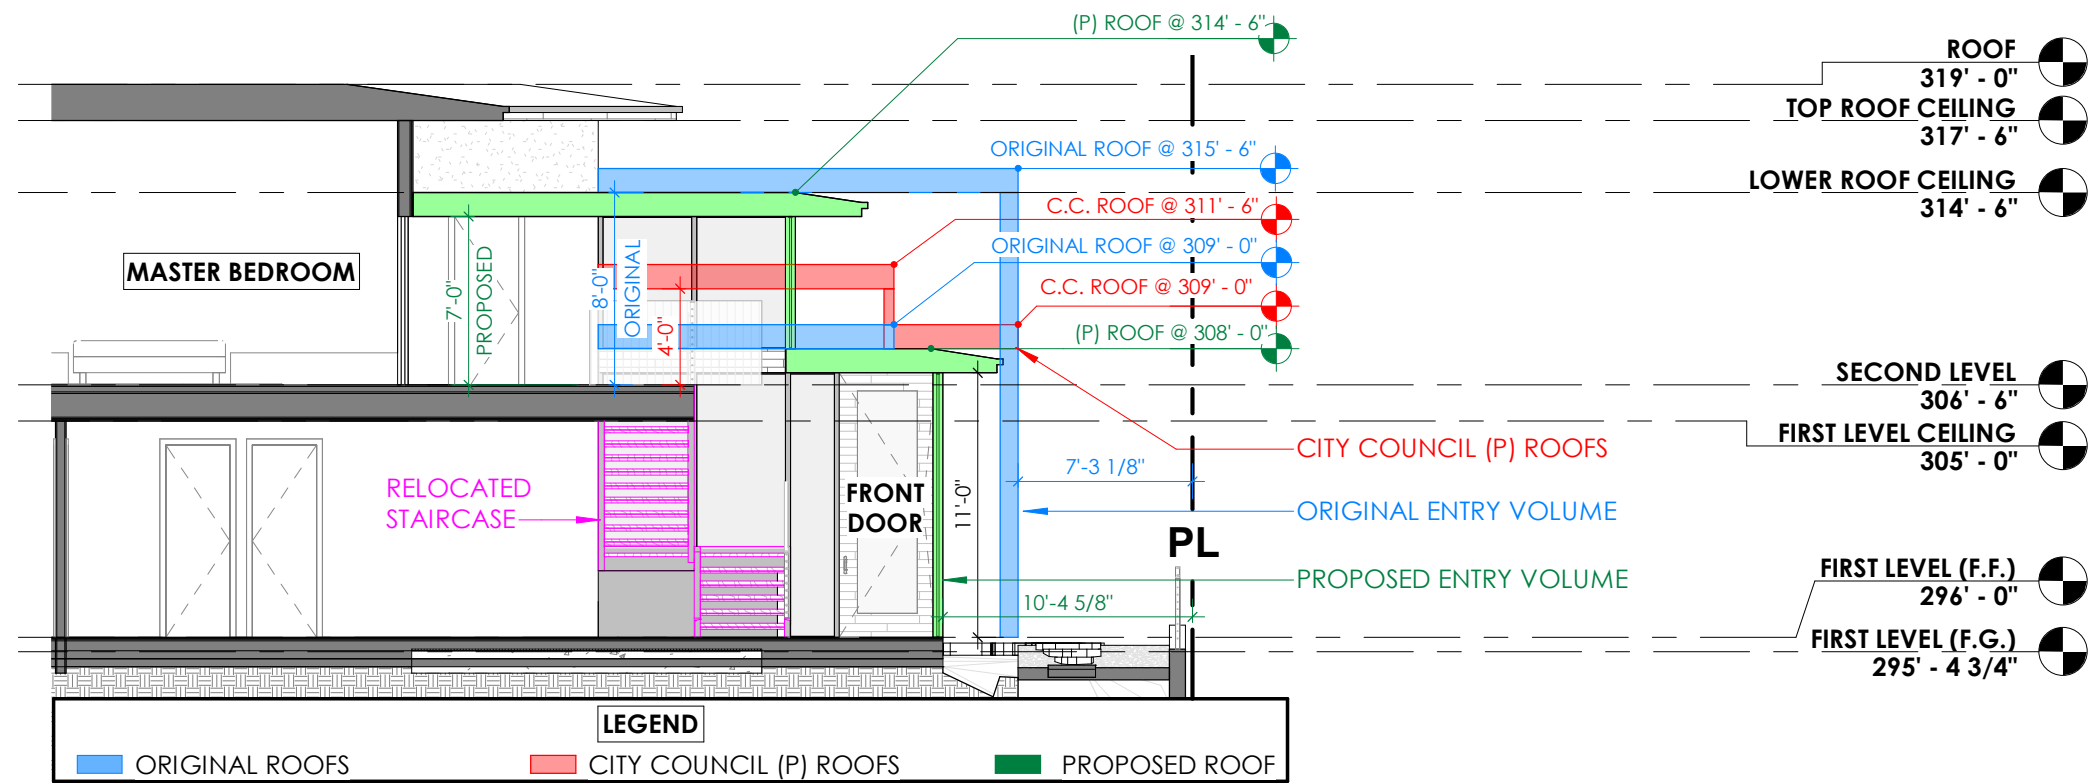 (P) ROOF @ 314' - 6"
ROOF
319' - 0"
TOP ROOF CEILING
317' - 6"
ORIGINAL ROOF @ 315' - 6"
LOWER ROOF CEILING
314' - 6"
C.C. ROOF @ 311' - 6"
ORIGINAL ROOF @ 309' - 0"
C.C. ROOF @ 309' - 0"
(P) ROOF @ 308' - 0"
MASTER BEDROOM
7'-0"
PROPOSED
8'-0"
ORIGINAL
4'-0"
SECOND LEVEL
306' - 6"
FIRST LEVEL CEILING
305' - 0"
CITY COUNCIL (P) ROOFS
7'-3 1/8"
RELOCATED
STAIRCASE
FRONT
DOOR
11'-0"
ORIGINAL ENTRY VOLUME
PL
PROPOSED ENTRY VOLUME
10'-4 5/8"
FIRST LEVEL (F.F.)
296' - 0"
FIRST LEVEL (F.G.)
295' - 4 3/4"
LEGEND
ORIGINAL ROOFS
CITY COUNCIL (P) ROOFS
PROPOSED ROOF